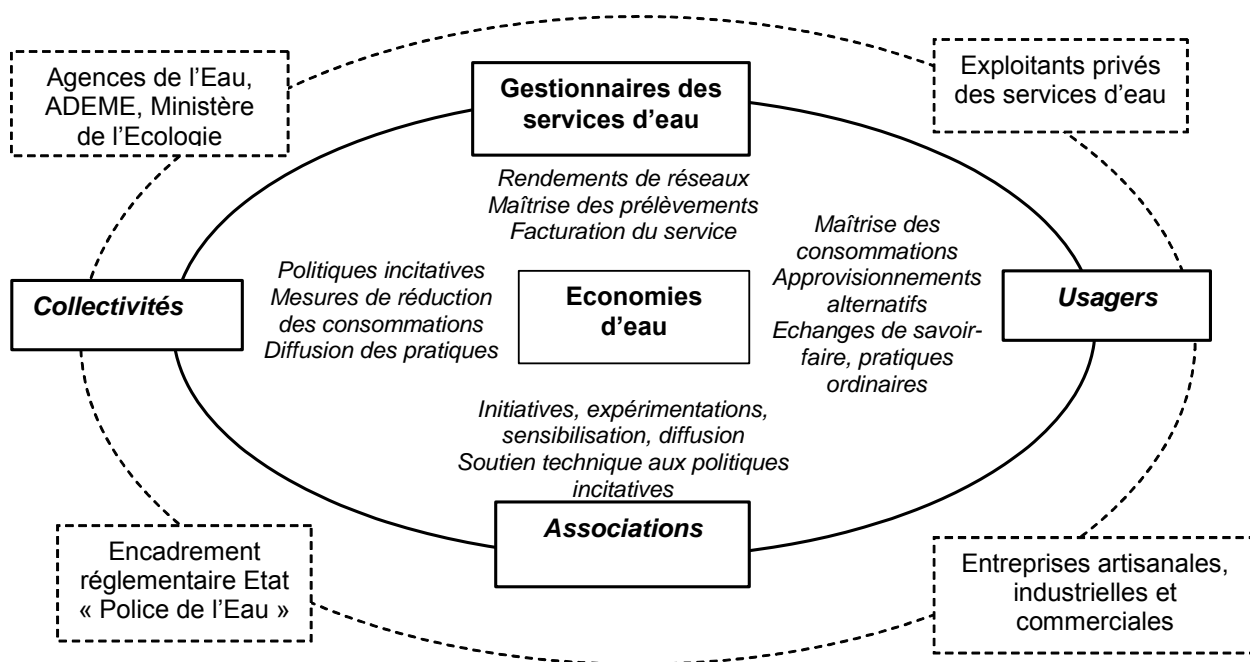 Agences de l'Eau,
ADEME, Ministère
de l'Ecologie
Gestionnaires des
services d'eau
Exploitants privés
des services d'eau
Rendements de réseaux
Maîtrise des prélèvements
Facturation du service
Collectivités
Politiques incitatives
Mesures de réduction
des consommations
Diffusion des pratiques
Economies
d'eau
Maîtrise des
consommations
Approvisionnements
alternatifs
Echanges de savoir-
faire, pratiques
ordinaires
Usagers
Initiatives, expérimentations,
sensibilisation, diffusion
Soutien technique aux politiques
incitatives
Associations
Encadrement
réglementaire Etat
« Police de l'Eau »
Entreprises artisanales,
industrielles et
commerciales